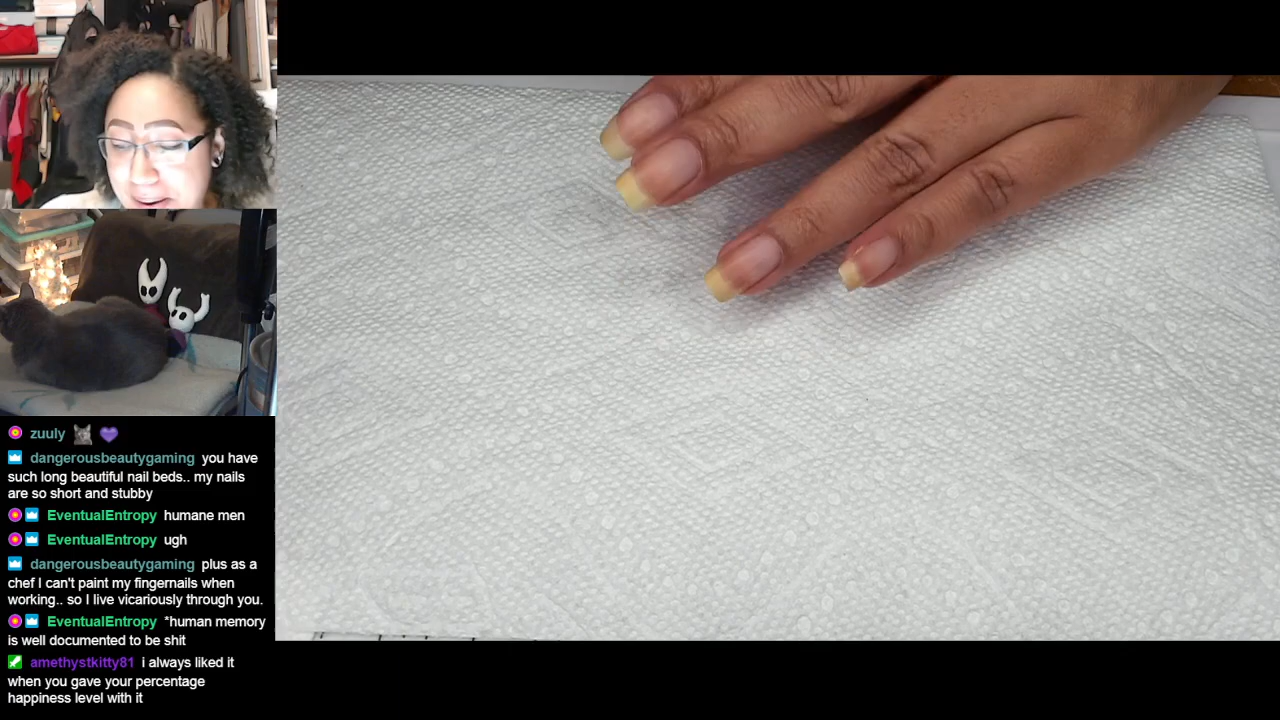 zuuly
dangerousbeautygaming you have
such long beautiful nail beds.. my nails
are so short and stubby
EventualEntropy humane men
EventualEntropy ugh
dangerousbeautygaming plus as a
chef I can't paint my fingernails when
working.. so I live vicariously through you.
EventualEntropy *human memory
is well documented to be shit
amethystkitty81 i always liked it
when you gave your percentage
happiness level with it